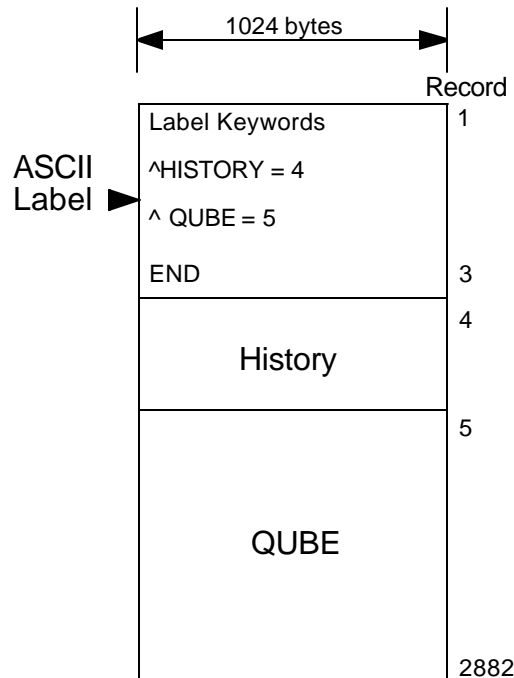 1024 bytes
Record
Label Keywords
1
ASCII
Label
^HISTORY = 4
^ QUBE = 5
END
3
4
History
5
QUBE
2882